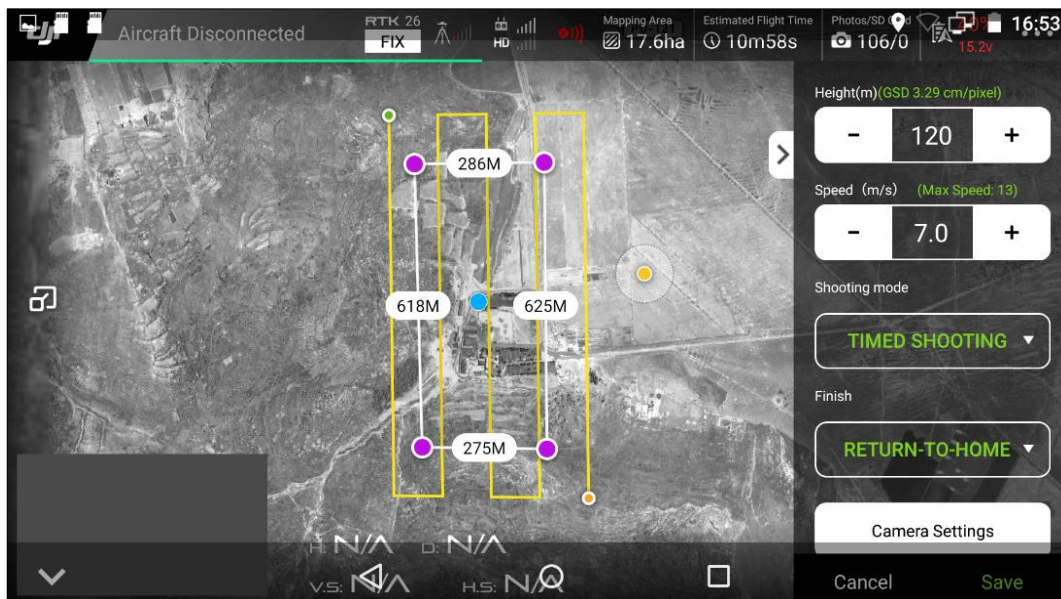 dji
Aircraft Disconnected
RTK 26
FIX
HD
Mapping Area
17.6ha
Estimated Flight Time
10m58s
106/0
15.2v
16:53
Height(m)(GSD 3.29 cm/pixel)
- 120 +
Speed (m/s) (Max Speed: 13)
- 7.0 +
Shooting mode
TIMED SHOOTING
Finish
RETURN-TO-HOME
Camera Settings
Cancel Save
286M
618M 625M
275M
H: N/A D: N/A
V.S: N/A H.S: N/A